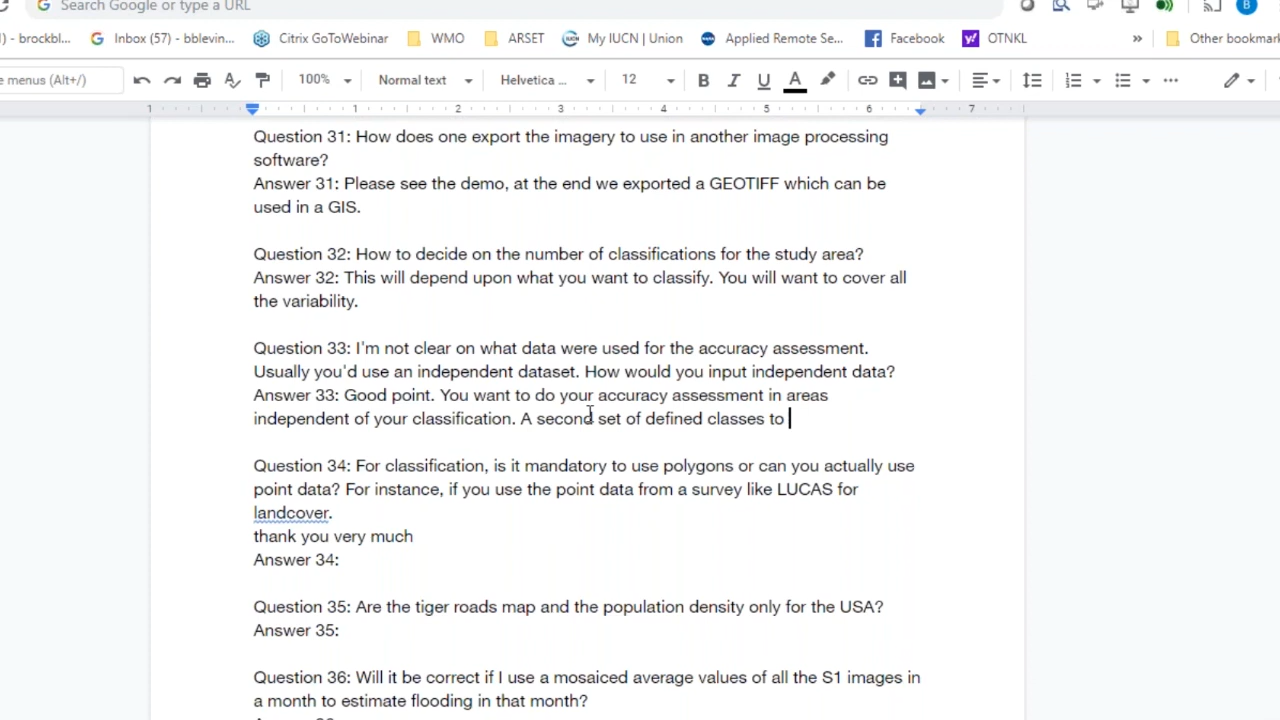 Search Google or type a URL
B
) - brockbl...
Inbox (57) - bblevin...
Citrix GoToWebinar
WMO
ARSET
My IUCN | Union
Applied Remote Se...
Facebook
OTNKL
»
Other bookmar
e menus (Alt+/)
100%
Normal text
Helvetica ...
12
B I U A
1 1 2 3 4 5 6 7
Question 31: How does one export the imagery to use in another image processing
software?
Answer 31: Please see the demo, at the end we exported a GEOTIFF which can be
used in a GIS.
Question 32: How to decide on the number of classifications for the study area?
Answer 32: This will depend upon what you want to classify. You will want to cover all
the variability.
Question 33: I'm not clear on what data were used for the accuracy assessment.
Usually you'd use an independent dataset. How would you input independent data?
Answer 33: Good point. You want to do your accuracy assessment in areas
independent of your classification. A second set of defined classes to
Question 34: For classification, is it mandatory to use polygons or can you actually use
point data? For instance, if you use the point data from a survey like LUCAS for
landcover.
thank you very much
Answer 34:
Question 35: Are the tiger roads map and the population density only for the USA?
Answer 35:
Question 36: Will it be correct if I use a mosaiced average values of all the S1 images in
a month to estimate flooding in that month?